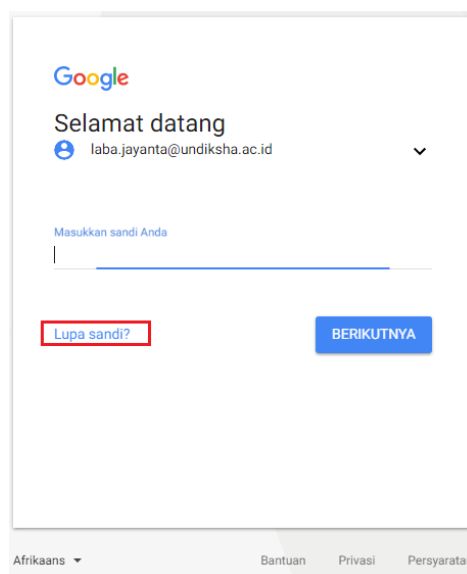 Google
Selamat datang
laba.jayanta@undiksha.ac.id
Masukkan sandi Anda
Lupa sandi?
BERIKUTNYA
Afrikaans
Bantuan Privasi Persyarata